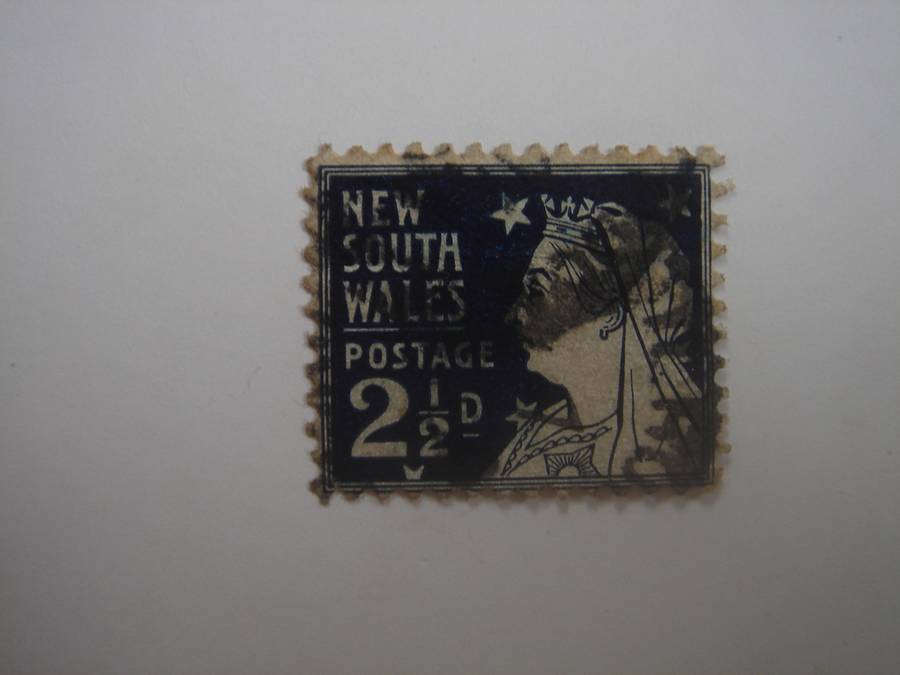 NEW
SOUTH
WALES
POSTAGE
2 1/2 D